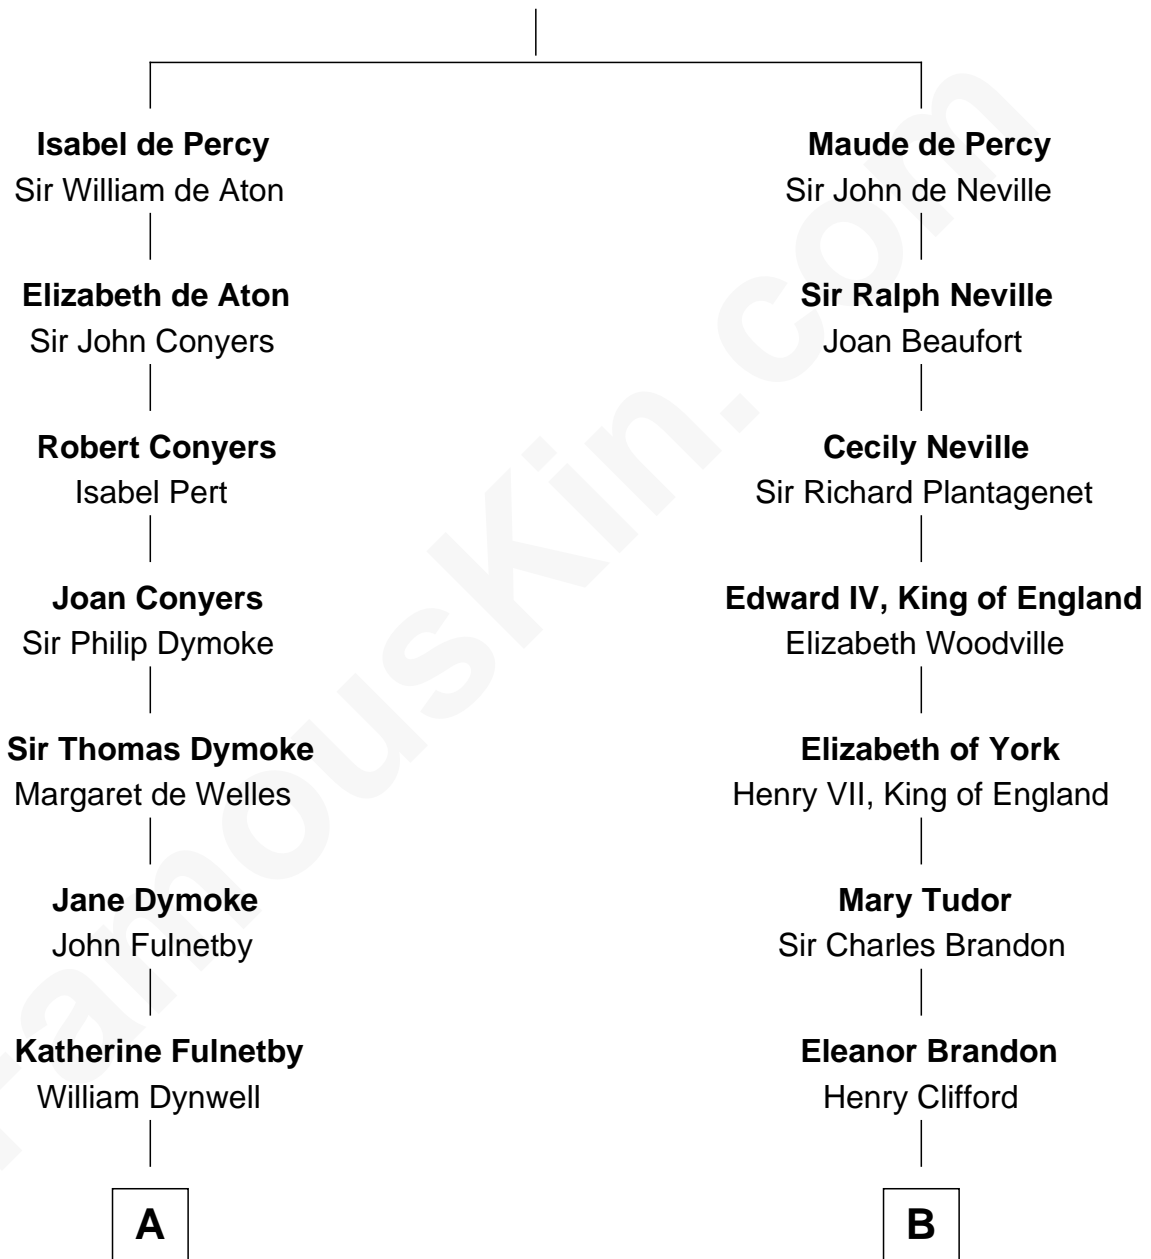 Isabel de Percy
Sir William de Aton
Elizabeth de Aton
Sir John Conyers
Robert Conyers
Isabel Pert
Joan Conyers
Sir Philip Dymoke
Sir Thomas Dymoke
Margaret de Welles
Jane Dymoke
John Fulnetby
Katherine Fulnetby
William Dynwell
A
Maude de Percy
Sir John de Neville
Sir Ralph Neville
Joan Beaufort
Cecily Neville
Sir Richard Plantagenet
Edward IV, King of England
Elizabeth Woodville
Elizabeth of York
Henry VII, King of England
Mary Tudor
Sir Charles Brandon
Eleanor Brandon
Henry Clifford
B
FamousKin.com